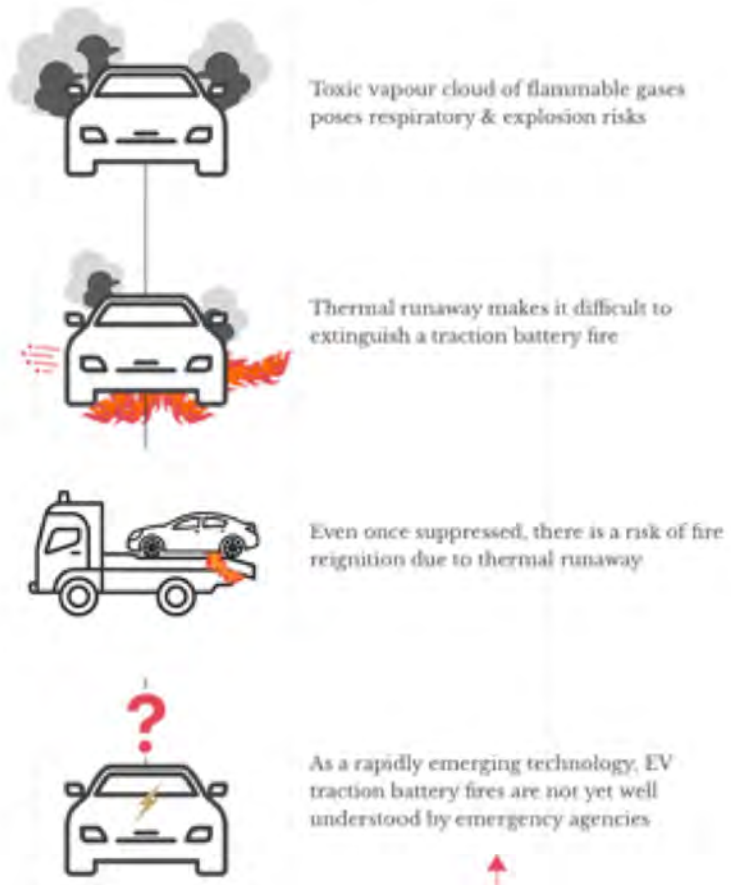 Toxic vapour cloud of flammable gases
poses respiratory & explosion risks
Thermal runaway makes it difficult to
extinguish a traction battery fire
Even once suppressed, there is a risk of fire
reignition due to thermal runaway
?
As a rapidly emerging technology, EV
traction battery fires are not yet well
understood by emergency agencies